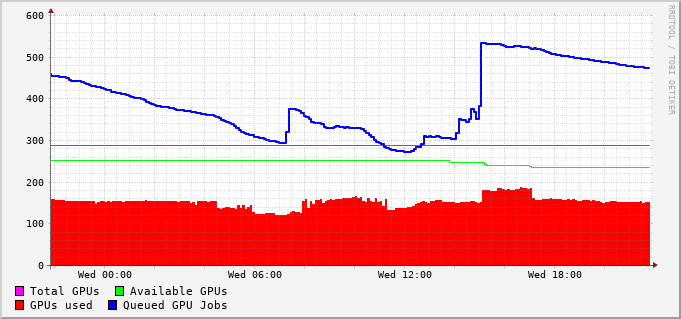 600
500
400
300
200
100
0
Wed 00:00 Wed 06:00 Wed 12:00 Wed 18:00
Total GPUs Available GPUs
GPUs used Queued GPU Jobs
RRDTOOL / TOBI OETIKER